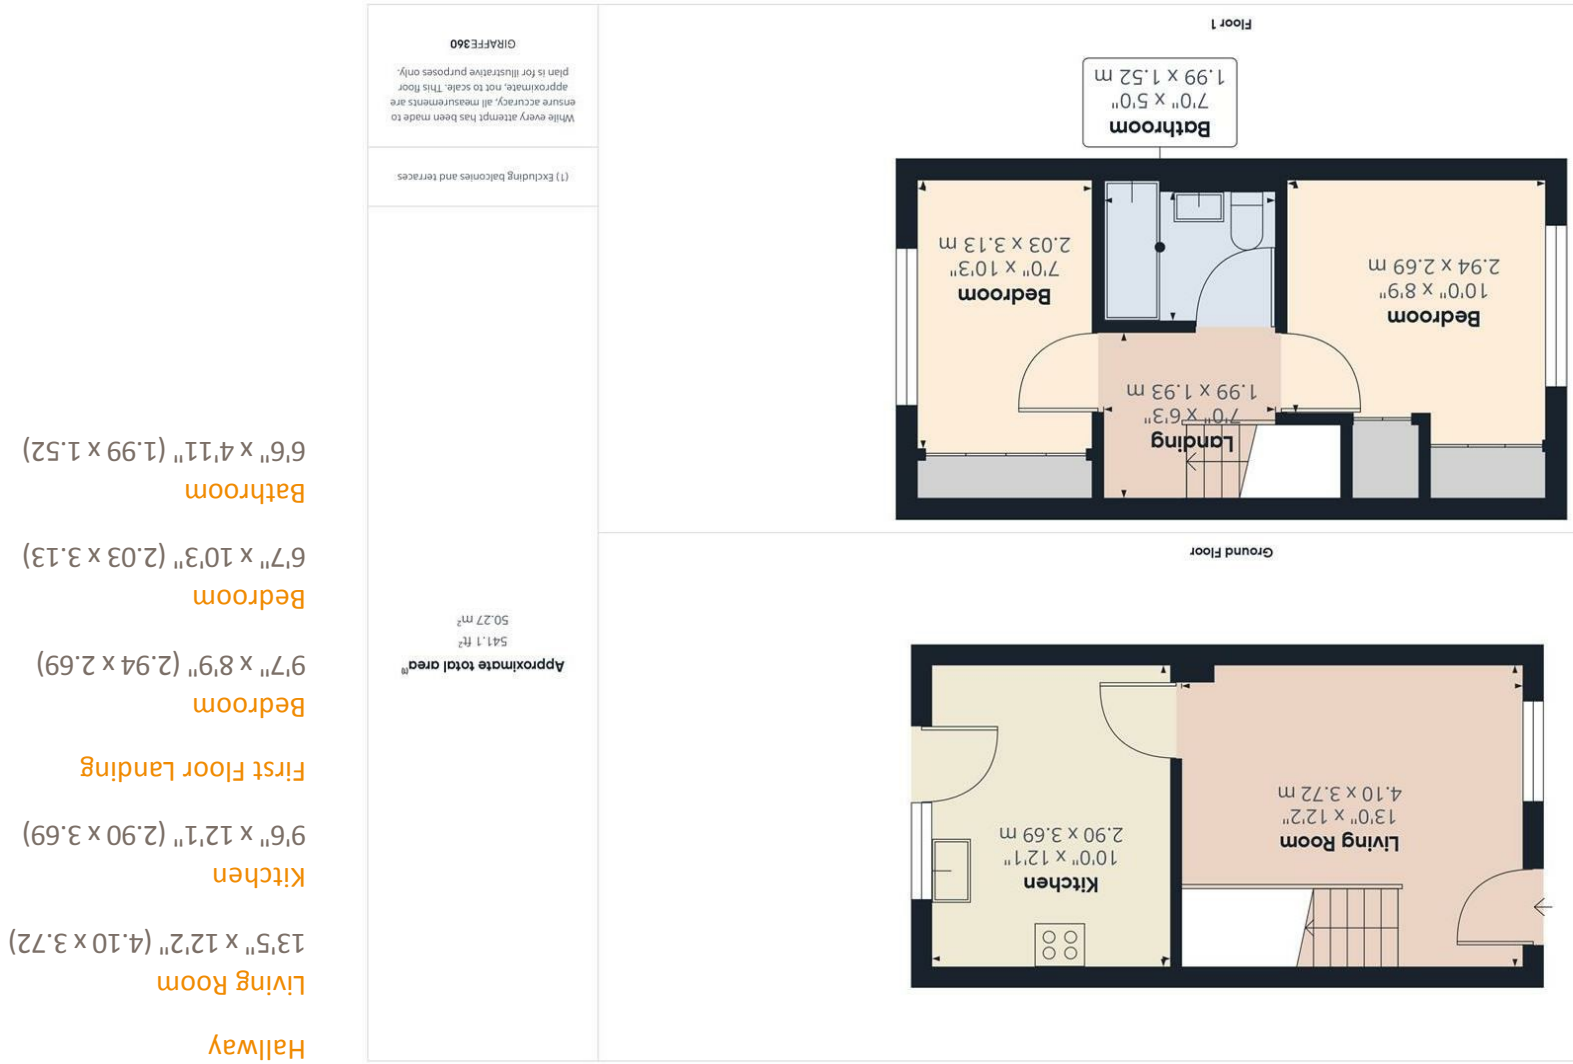 Living Room
13'0" x 12'2"
4.10 x 3.72 m
Kitchen
10'0" x 12'1"
2.90 x 3.69 m
Ground Floor
Landing
7'0" x 6'3"
1.99 x 1.93 m
Bedroom
10'0" x 8'9"
2.94 x 2.69 m
Bedroom
7'0" x 10'3"
2.03 x 3.13 m
Bathroom
7'0" x 5'0"
1.99 x 1.52 m
Floor 1
Approximate total area(1)
541.1 ft²
50.27 m²
(1) Excluding balconies and terraces
While every attempt has been made to
ensure accuracy, all measurements are
approximate, not to scale. This floor
plan is for illustrative purposes only.
GIRAFFE360
Hallway
Living Room
13'5" x 12'2" (4.10 x 3.72)
Kitchen
9'6" x 12'1" (2.90 x 3.69)
First Floor Landing
Bedroom
9'7" x 8'9" (2.94 x 2.69)
Bedroom
6'7" x 10'3" (2.03 x 3.13)
Bathroom
6'6" x 4'11" (1.99 x 1.52)